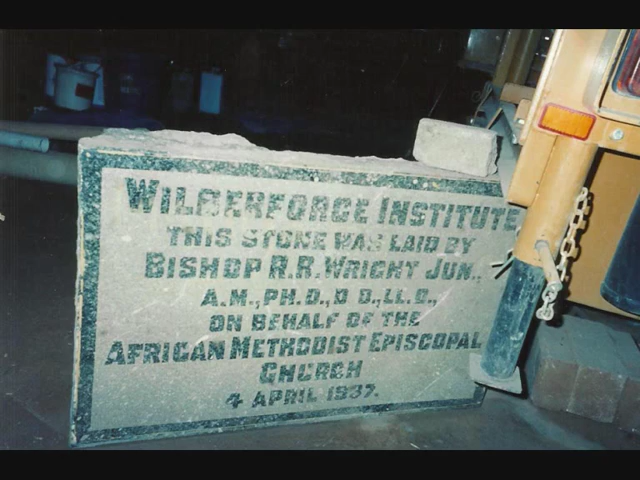 WILBERFORCE INSTITUTE
THIS STONE WAS LAID BY
BISHOP R.R. WRIGHT JUN.,
A.M., PH.D., D D., LL.D.,
ON BEHALF OF THE
AFRICAN METHODIST EPISCOPAL
CHURCH
4 APRIL 1937.